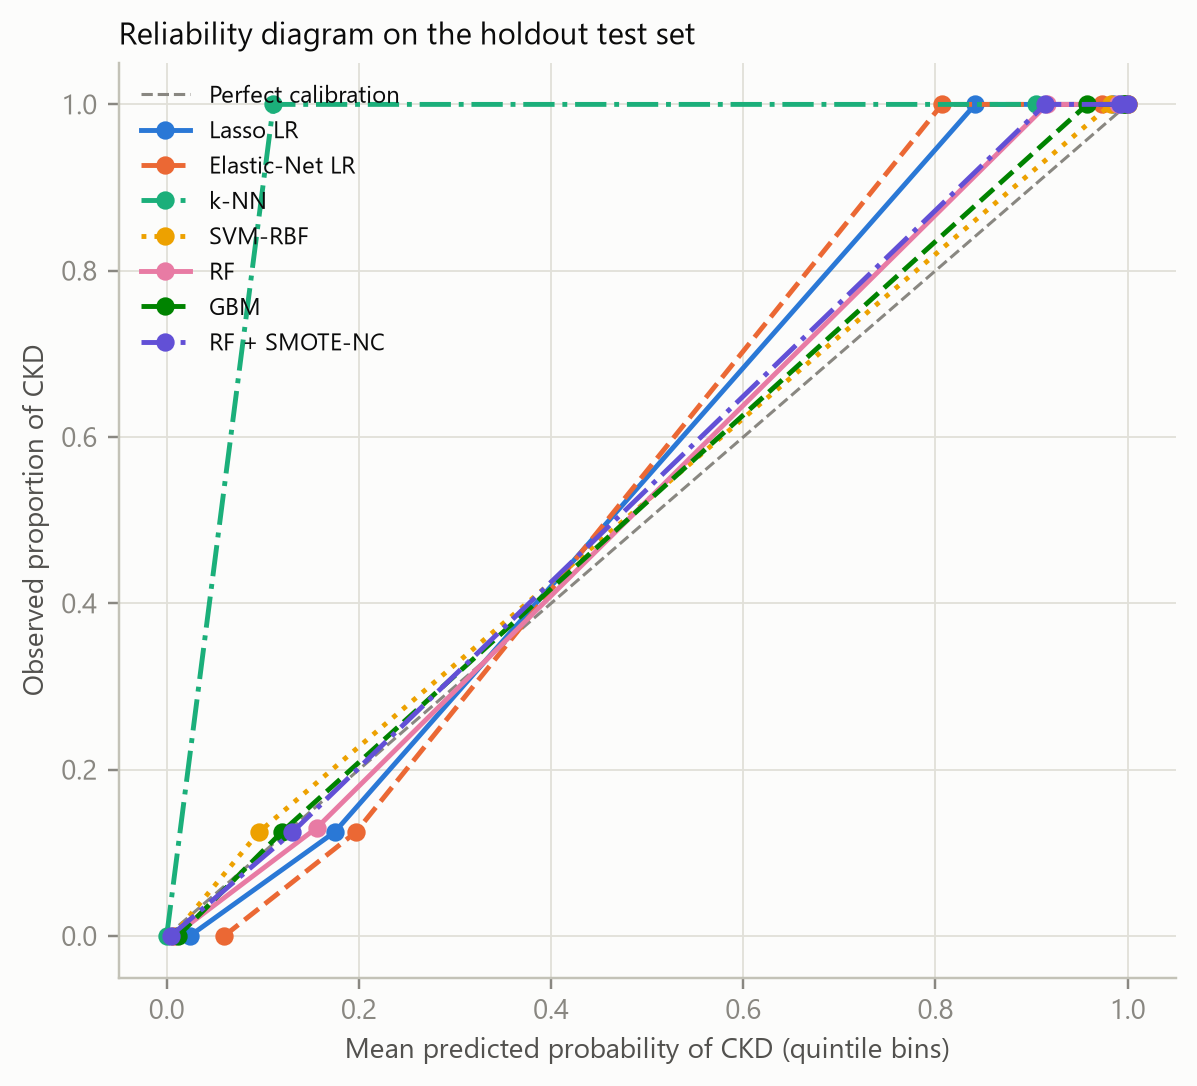 Reliability diagram on the holdout test set
Perfect calibration
Lasso LR
Elastic-Net LR
k-NN
SVM-RBF
RF
GBM
RF + SMOTE-NC
Observed proportion of CKD
1.0
0.8
0.6
0.4
0.2
0.0
0.0 0.2 0.4 0.6 0.8 1.0
Mean predicted probability of CKD (quintile bins)